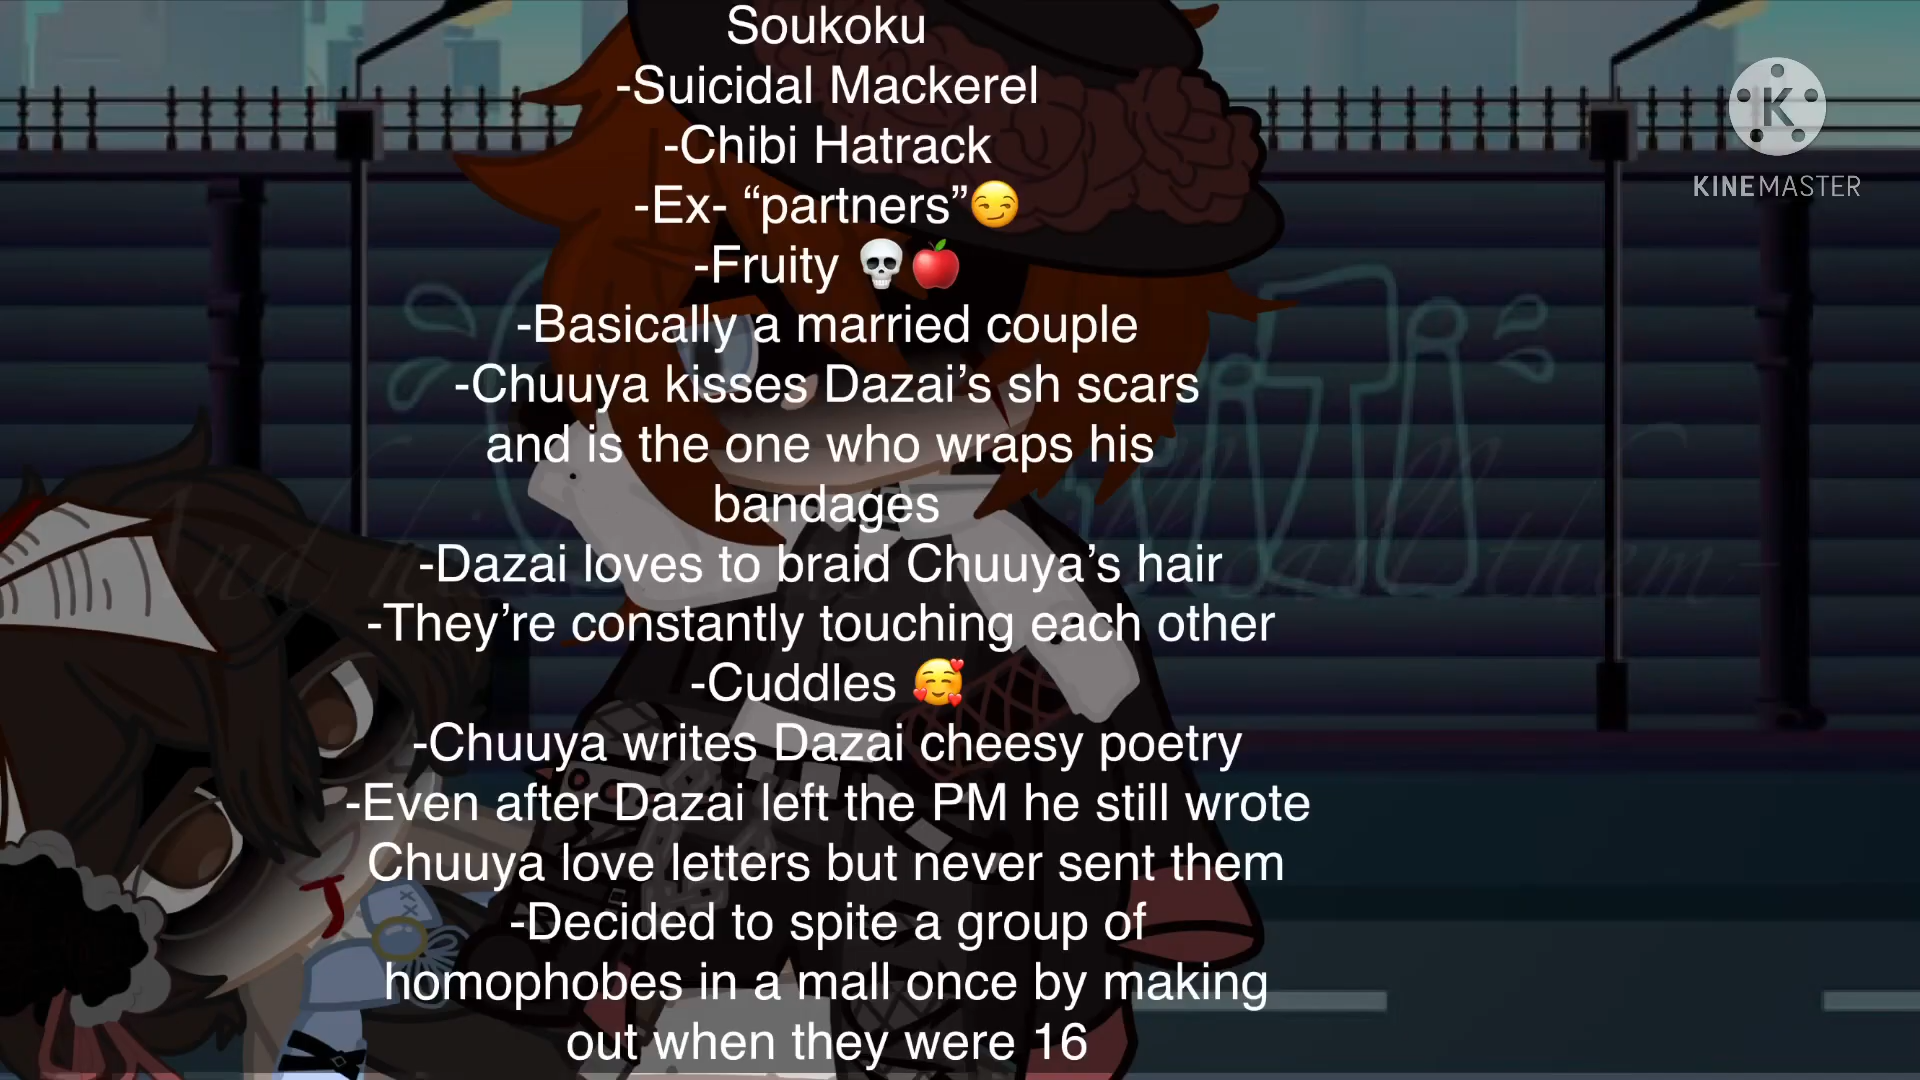 Soukoku
-Suicidal Mackerel
-Chibi Hatrack
-Ex- “partners”😏
-Fruity 💀🍎
-Basically a married couple
-Chuuya kisses Dazai’s sh scars
and is the one who wraps his
bandages
-Dazai loves to braid Chuuya’s hair
-They’re constantly touching each other
-Cuddles 🥰
-Chuuya writes Dazai cheesy poetry
-Even after Dazai left the PM he still wrote
Chuuya love letters but never sent them
-Decided to spite a group of
homophobes in a mall once by making
out when they were 16
K
KINEMASTER